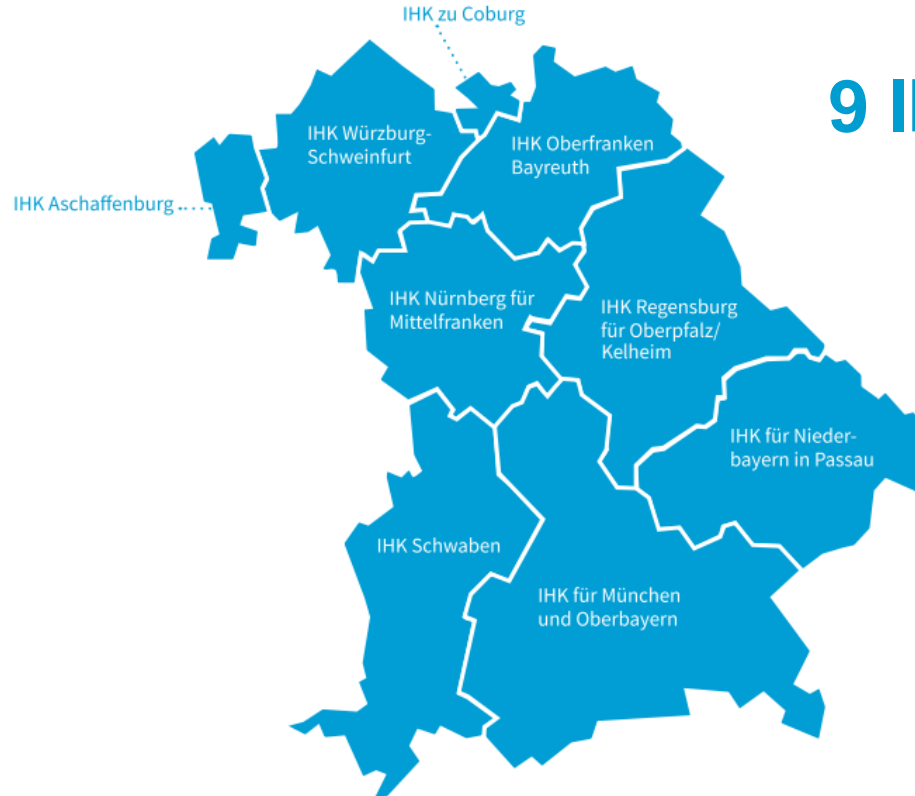 IHK zu Coburg
9 I
IHK Würzburg-
Schweinfurt
IHK Oberfranken
Bayreuth
IHK Aschaffenburg
IHK Nürnberg für
Mittelfranken
IHK Regensburg
für Oberpfalz/
Kelheim
IHK für Nieder-
bayern in Passau
IHK Schwaben
IHK für München
und Oberbayern